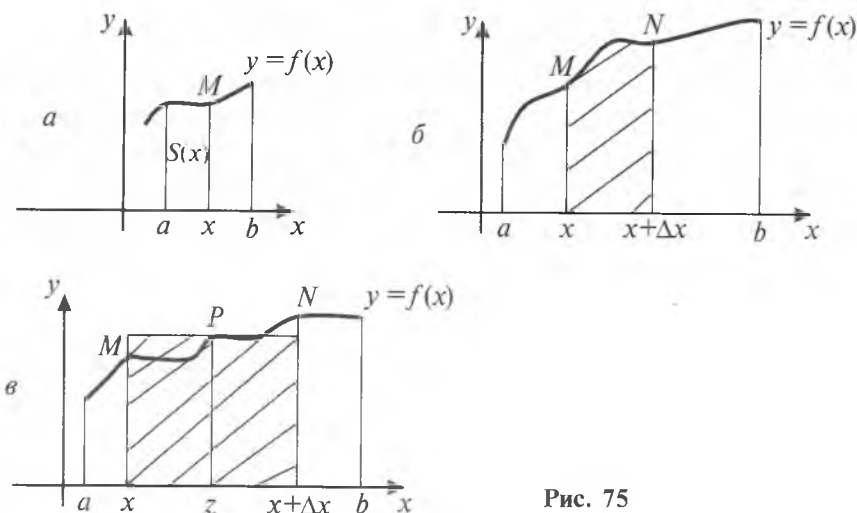 y
y = f(x)
M
а
S(x)
a x b x
y
N
y = f(x)
M
б
a x x+Δx b x
y
N
y = f(x)
P
M
в
a x z x+Δx b x
Рис. 75